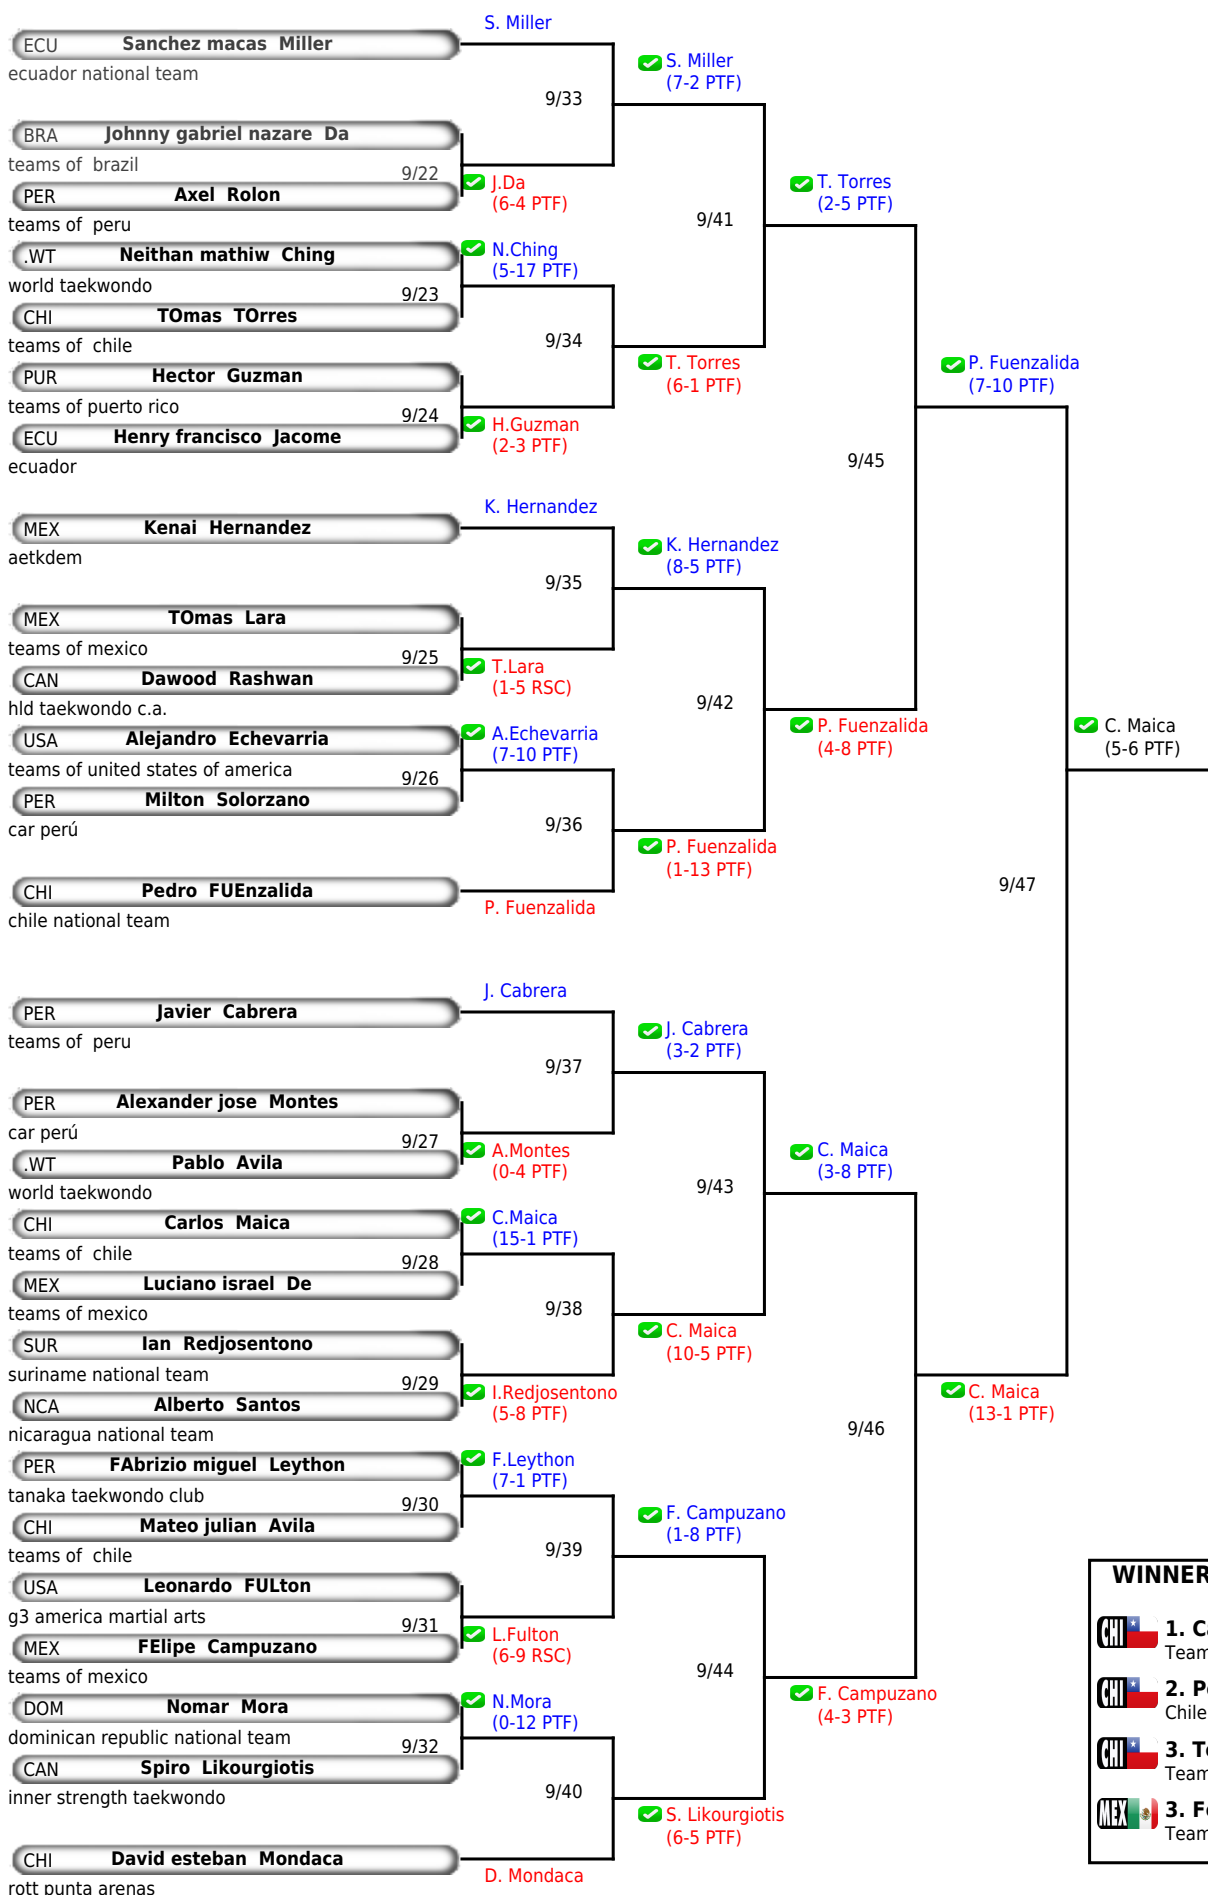 S. Miller
ECU Sanchez macas Miller
ecuador national team
S. Miller
(7-2 PTF)
9/33
BRA Johnny gabriel nazare Da
teams of brazil
9/22
J.Da
(6-4 PTF)
PER Axel Rolon
teams of peru
T. Torres
(2-5 PTF)
9/41
.WT Neithan mathiw Ching
N.Ching
(5-17 PTF)
world taekwondo
9/23
CHI TOmas TOrres
teams of chile
9/34
T. Torres
(6-1 PTF)
PUR Hector Guzman
teams of puerto rico
9/24
P. Fuenzalida
(7-10 PTF)
ECU Henry francisco Jacome
H.Guzman
(2-3 PTF)
ecuador
9/45
K. Hernandez
MEX Kenai Hernandez
aetkdem
K. Hernandez
(8-5 PTF)
9/35
MEX TOmas Lara
teams of mexico
9/25
T.Lara
(1-5 RSC)
CAN Dawood Rashwan
hld taekwondo c.a.
9/42
USA Alejandro Echevarria
A.Echevarria
(7-10 PTF)
P. Fuenzalida
(4-8 PTF)
C. Maica
(5-6 PTF)
teams of united states of america
9/26
PER Milton Solorzano
car perú
9/36
P. Fuenzalida
(1-13 PTF)
CHI Pedro FUEnzalida
chile national team
P. Fuenzalida
9/47
J. Cabrera
PER Javier Cabrera
teams of peru
J. Cabrera
(3-2 PTF)
9/37
PER Alexander jose Montes
car perú
9/27
A.Montes
(0-4 PTF)
.WT Pablo Avila
world taekwondo
C. Maica
(3-8 PTF)
9/43
CHI Carlos Maica
C.Maica
(15-1 PTF)
teams of chile
9/28
MEX Luciano israel De
teams of mexico
9/38
C. Maica
(10-5 PTF)
SUR Ian Redjosentono
suriname national team
9/29
I.Redjosentono
(5-8 PTF)
C. Maica
(13-1 PTF)
NCA Alberto Santos
nicaragua national team
9/46
PER FAbrizio miguel Leython
F.Leython
(7-1 PTF)
tanaka taekwondo club
9/30
CHI Mateo julian Avila
teams of chile
F. Campuzano
(1-8 PTF)
9/39
USA Leonardo FULton
g3 america martial arts
9/31
L.Fulton
(6-9 RSC)
MEX FElipe Campuzano
teams of mexico
9/44
DOM Nomar Mora
N.Mora
(0-12 PTF)
F. Campuzano
(4-3 PTF)
dominican republic national team
9/32
CAN Spiro Likourgiotis
inner strength taekwondo
9/40
S. Likourgiotis
(6-5 PTF)
CHI David esteban Mondaca
rott punta arenas
D. Mondaca
WINNER
CHI 1. Ca
Team
CHI 2. Pe
Chile
CHI 3. To
Team
MEX 3. Fe
Team